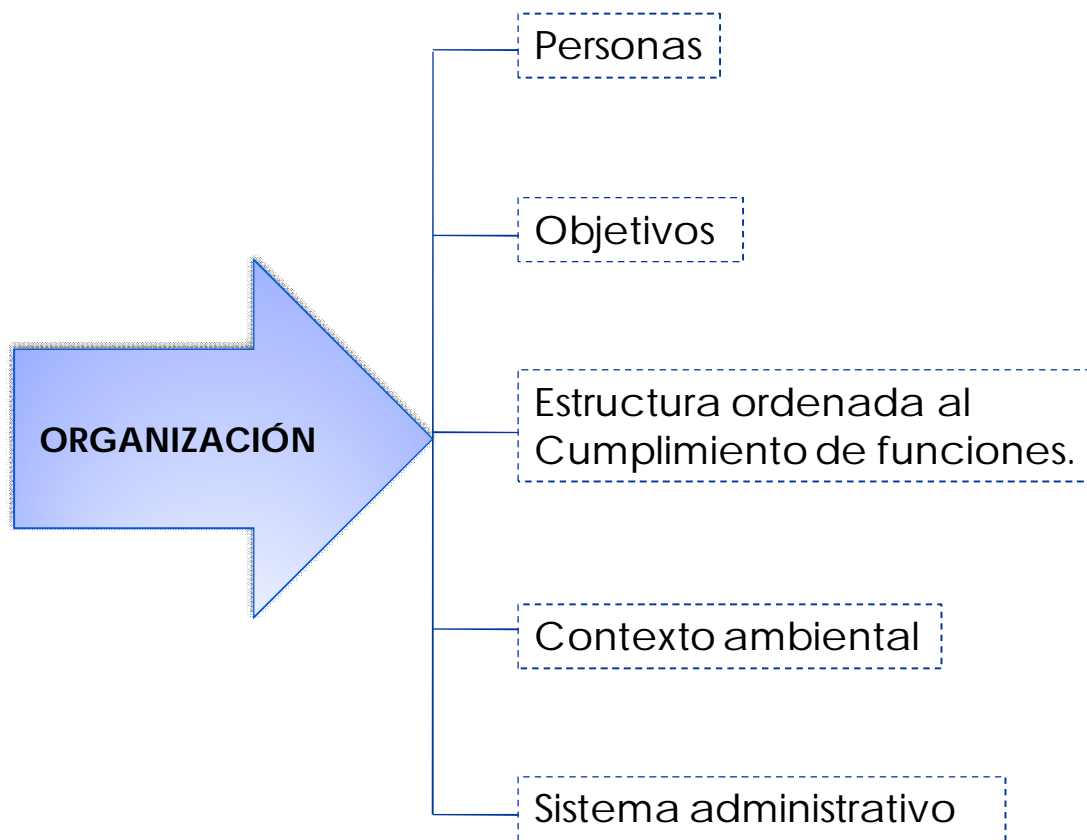 Personas
Objetivos
ORGANIZACIÓN
Estructura ordenada al
Cumplimiento de funciones.
Contexto ambiental
Sistema administrativo